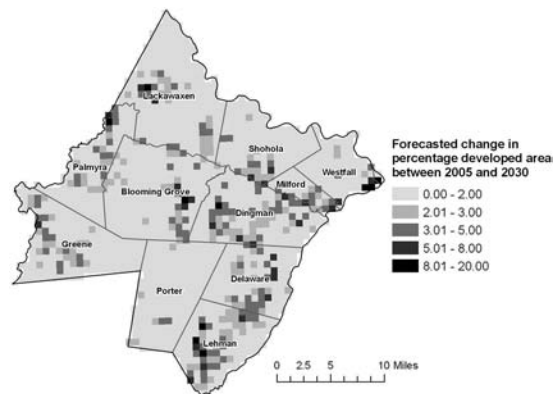 Lackawaxen
Shohola
Palmyra
Westfall
Milford
Blooming Grove
Dingman
Greene
Delaware
Porter
Lehman
Forecasted change in
percentage developed area
between 2005 and 2030
0.00 - 2.00
2.01 - 3.00
3.01 - 5.00
5.01 - 8.00
8.01 - 20.00
0 2.5 5 10 Miles